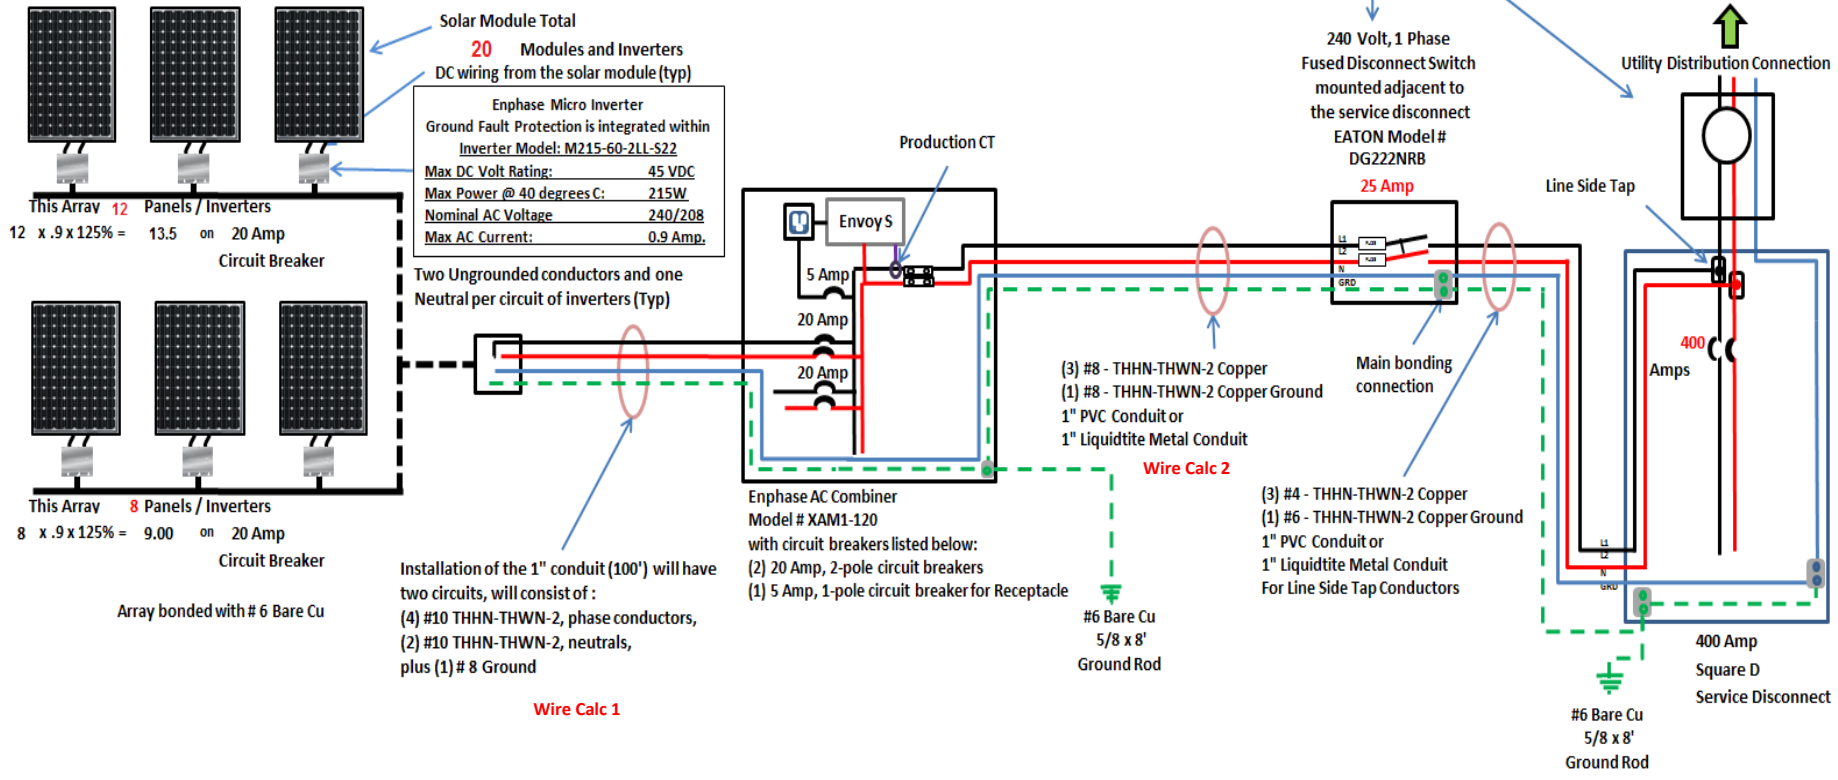 Solar Module Total
20 Modules and Inverters
DC wiring from the solar module (typ)
Enphase Micro Inverter
Ground Fault Protection is integrated within
Inverter Model: M215-60-2LL-S22
Max DC Volt Rating: 45 VDC
Max Power @ 40 degrees C: 215W
Nominal AC Voltage 240/208
Max AC Current: 0.9 Amp.
Two Ungrounded conductors and one
Neutral per circuit of inverters (Typ)
This Array 12 Panels / Inverters
12 x .9 x 125% = 13.5 on 20 Amp
Circuit Breaker
This Array 8 Panels / Inverters
8 x .9 x 125% = 9.00 on 20 Amp
Circuit Breaker
Array bonded with # 6 Bare Cu
Installation of the 1" conduit (100') will have
two circuits, will consist of :
(4) #10 THHN-THWN-2, phase conductors,
(2) #10 THHN-THWN-2, neutrals,
plus (1) # 8 Ground
Wire Calc 1
Production CT
Envoy S
5 Amp
20 Amp
20 Amp
Enphase AC Combiner
Model # XAM1-120
with circuit breakers listed below:
(2) 20 Amp, 2-pole circuit breakers
(1) 5 Amp, 1-pole circuit breaker for Receptacle
#6 Bare Cu
5/8 x 8'
Ground Rod
(3) #8 - THHN-THWN-2 Copper
(1) #8 - THHN-THWN-2 Copper Ground
1" PVC Conduit or
1" Liquidtite Metal Conduit
Wire Calc 2
240 Volt, 1 Phase
Fused Disconnect Switch
mounted adjacent to
the service disconnect
EATON Model #
DG222NRB
25 Amp
L1
L2
N
GRD
Main bonding
connection
(3) #4 - THHN-THWN-2 Copper
(1) #6 - THHN-THWN-2 Copper Ground
1" PVC Conduit or
1" Liquidtite Metal Conduit
For Line Side Tap Conductors
Utility Distribution Connection
Line Side Tap
400
Amps
L1
L2
N
GRD
400 Amp
Square D
Service Disconnect
#6 Bare Cu
5/8 x 8'
Ground Rod